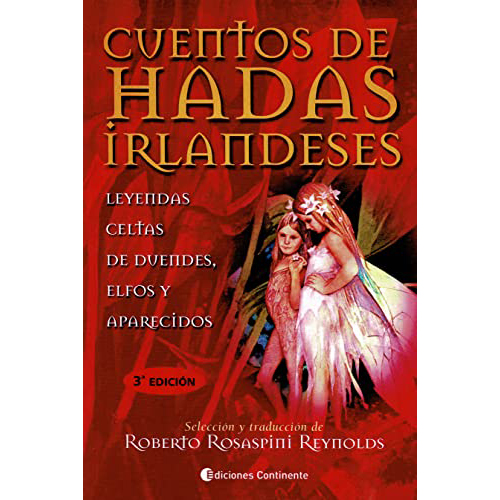 CUENTOS DE
HADAS
IRLANDESES
LEYENDAS
CELTAS
DE DUENDES,
ELFOS Y
APARECIDOS
3ª EDICIÓN
Selección y traducción de
ROBERTO ROSASPINI REYNOLDS
Ediciones Continente